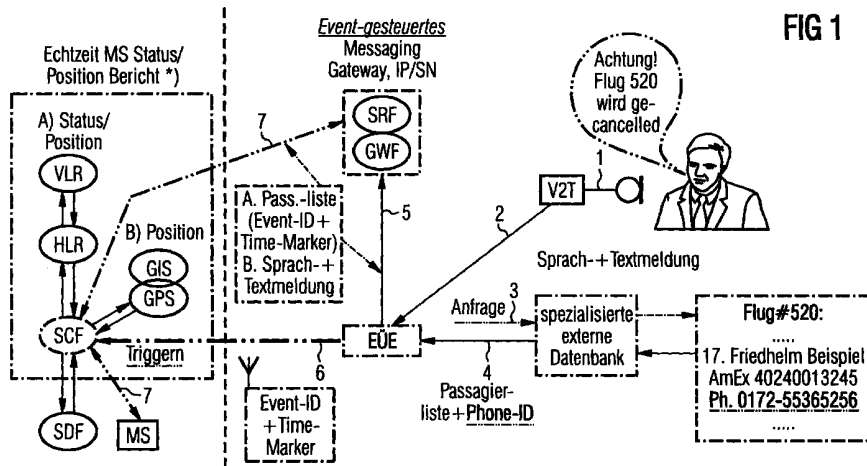 FIG 1
Echtzeit MS Status/
Position Bericht *)
A) Status/
Position
VLR
HLR
B) Position
GIS
GPS
SCF
Triggern
7
SDF
MS
Event-gesteuertes
Messaging
Gateway, IP/SN
SRF
GWF
7
A. Pass.-liste
(Event-ID+
Time-Marker)
B. Sprach-+
Textmeldung
5
EÜE
6
Event-ID
+Time-
Marker
Achtung!
Flug 520
wird ge-
cancelled
V2T
1
2
Sprach-+Textmeldung
Anfrage
3
4
Passagier-
liste+Phone-ID
spezialisierte
externe
Datenbank
Flug#520:
.....
17. Friedhelm Beispiel
AmEx 40240013245
Ph. 0172-55365256
.....